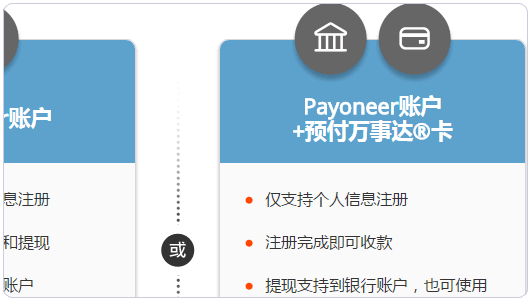 r账户
息注册
和提现
账户
或
Payoneer账户
+预付万事达®卡
仅支持个人信息注册
注册完成即可收款
提现支持到银行账户，也可使用